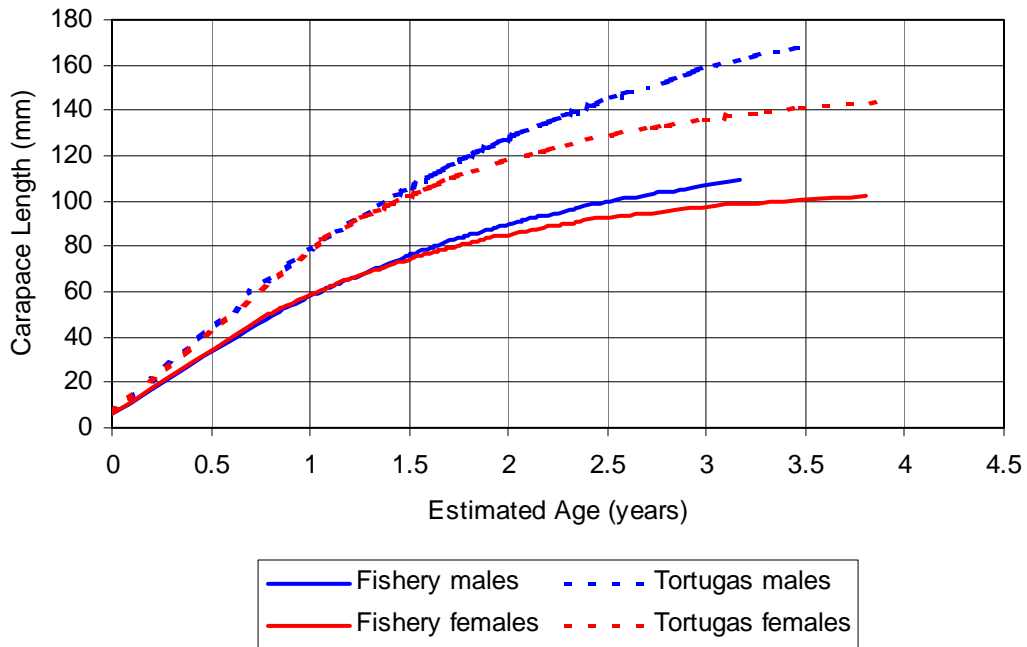 180
160
140
120
100
80
60
40
20
0
Carapace Length (mm)
0 0.5 1 1.5 2 2.5 3 3.5 4 4.5
Estimated Age (years)
Fishery males Tortugas males
Fishery females Tortugas females